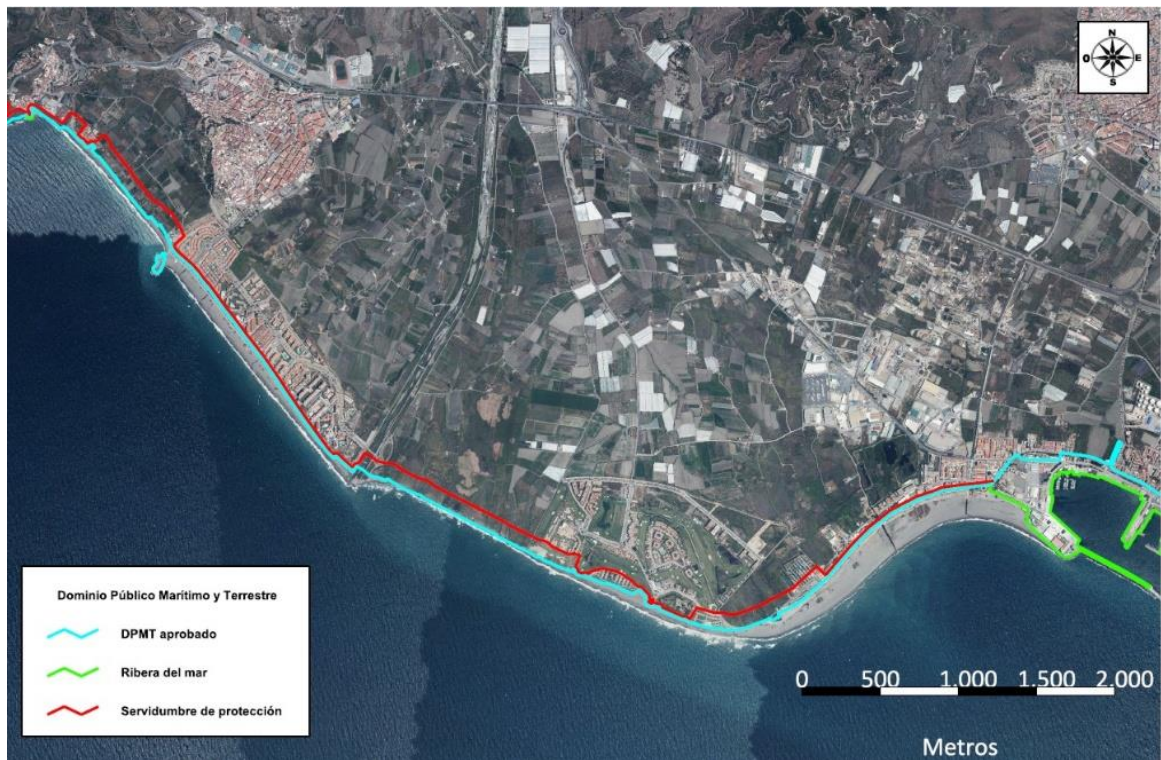 N
O E
S
Dominio Público Marítimo y Terrestre
DPMT aprobado
Ribera del mar
Servidumbre de protección
0 500 1.000 1.500 2.000
Metros